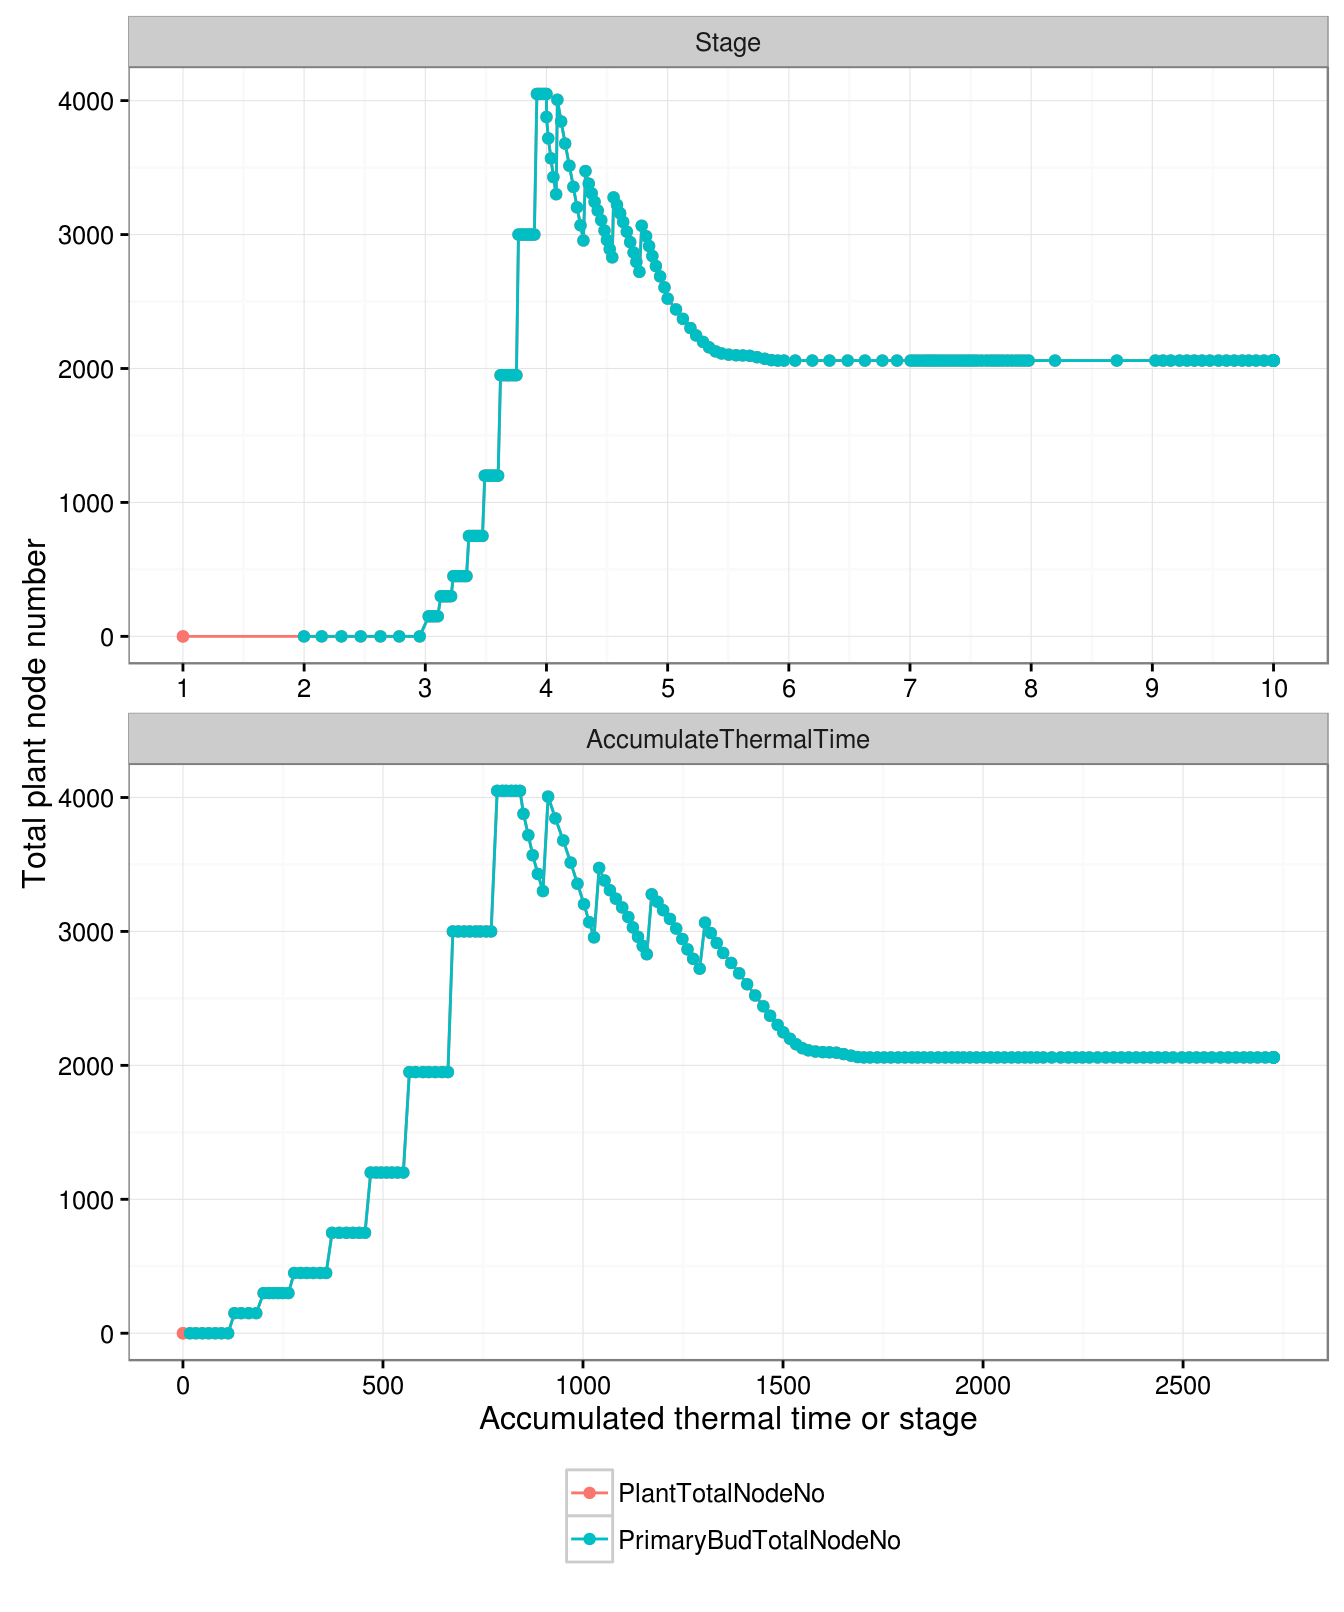 Stage
4000
3000
2000
1000
0
1 2 3 4 5 6 7 8 9 10
Total plant node number
AccumulateThermalTime
4000
3000
2000
1000
0
0 500 1000 1500 2000 2500
Accumulated thermal time or stage
PlantTotalNodeNo
PrimaryBudTotalNodeNo